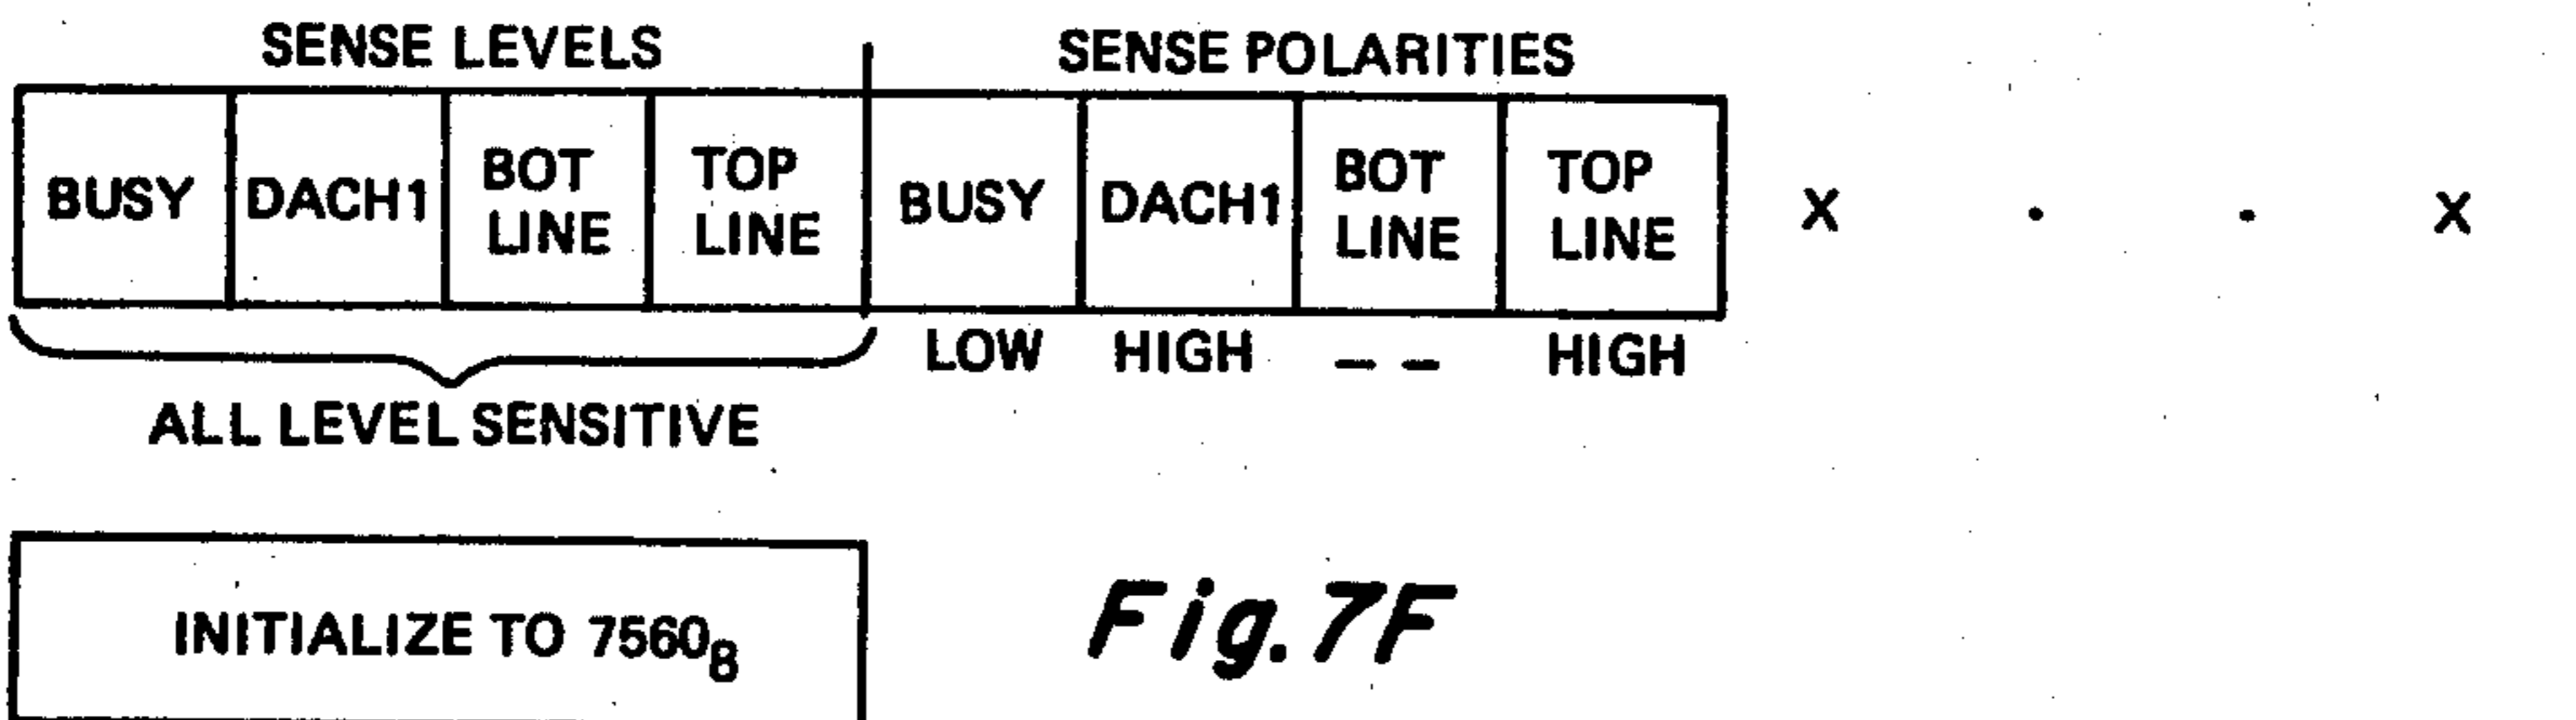 SENSE LEVELS SENSE POLARITIES
BUSY DACH1 BOT LINE TOP LINE BUSY DACH1 BOT LINE TOP LINE X . . X
LOW HIGH – – HIGH
ALL LEVEL SENSITIVE
INITIALIZE TO 7560₈
Fig. 7F